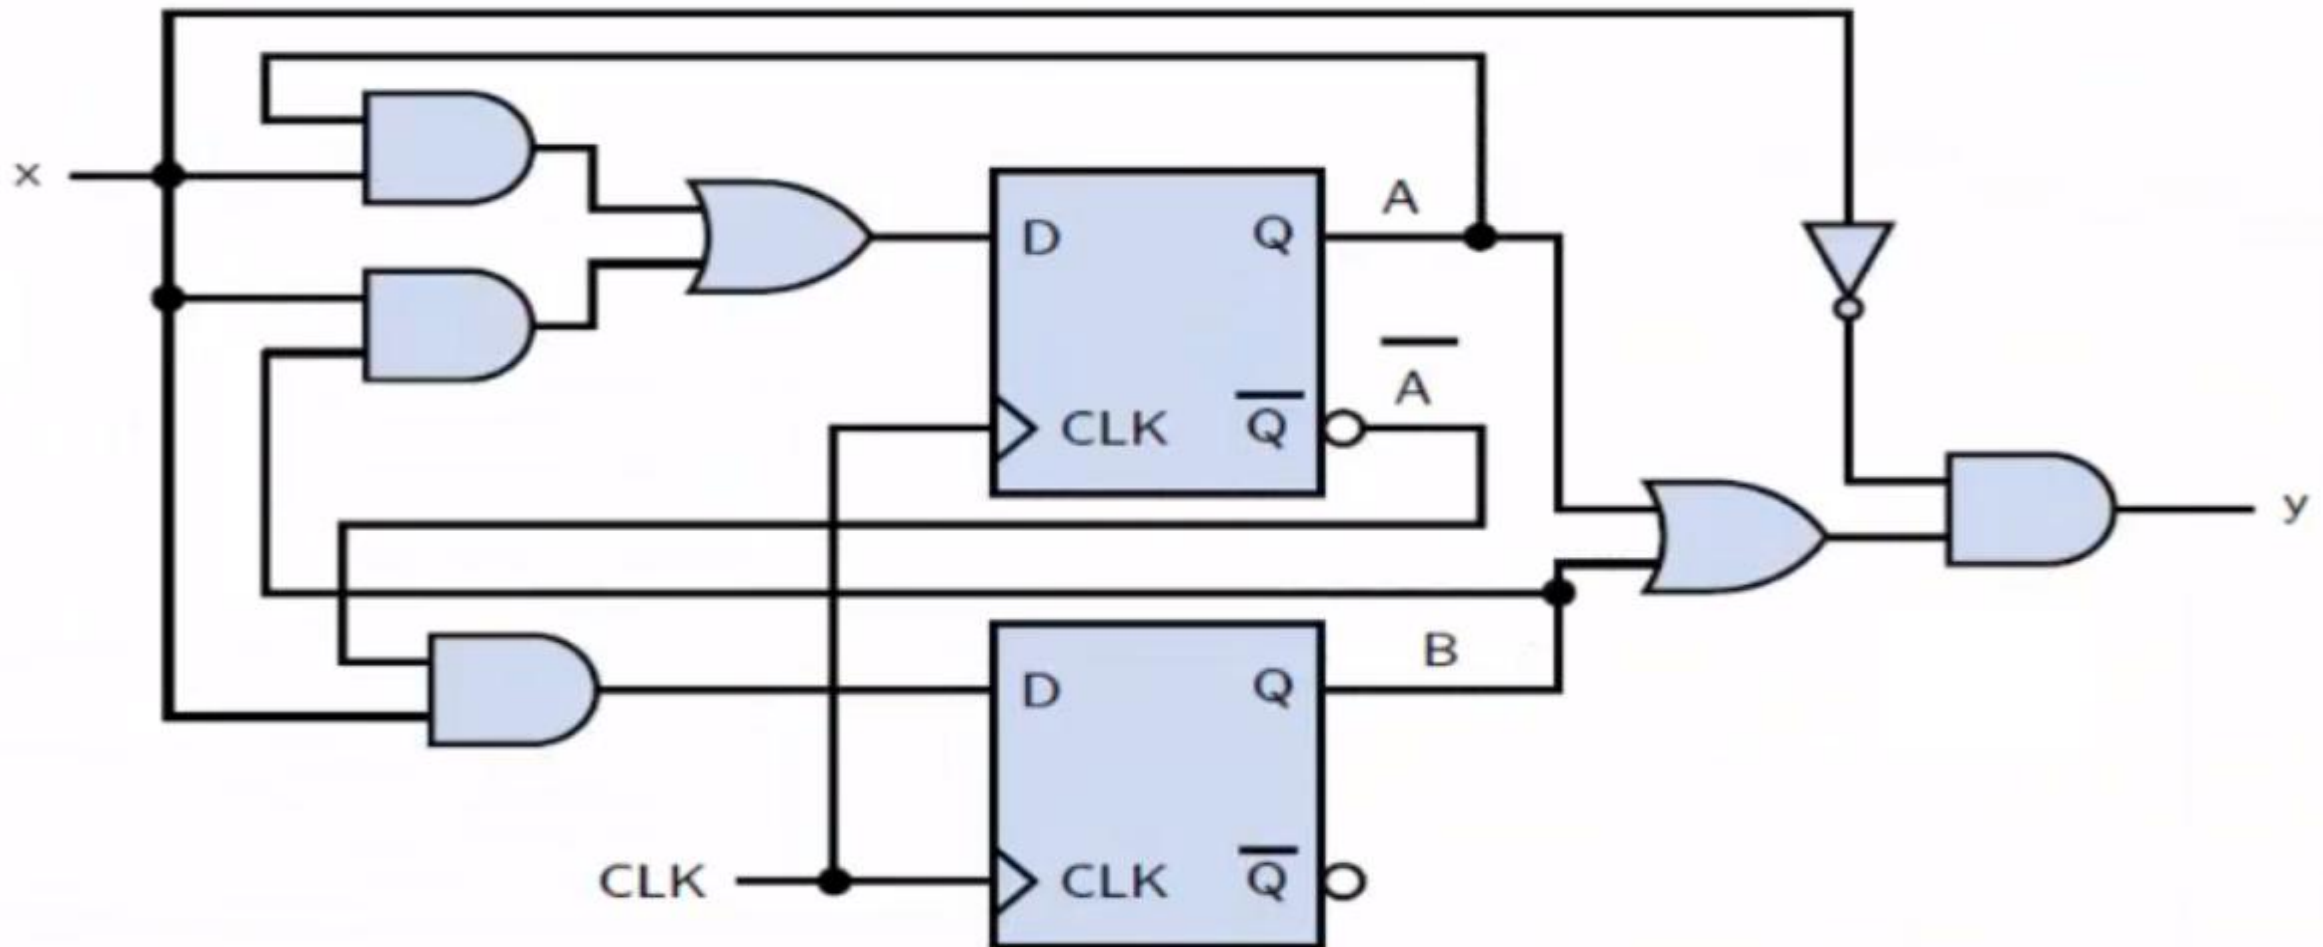 A
x
D Q
A̅
CLK Q̅
y
B
D Q
CLK CLK Q̅